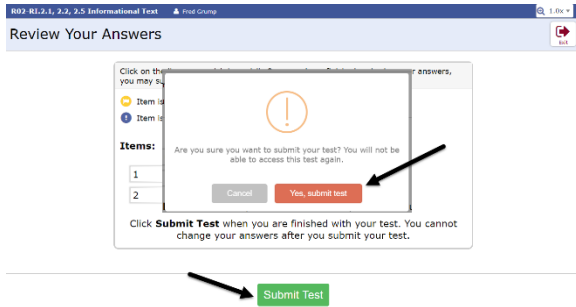 R02-RI.2.1, 2.2, 2.5 Informational Text Fred Grump 1.0x
Review Your Answers
Exit
Click on the r answers,
you may su
Item is
Item is
Are you sure you want to submit your test? You will not be
able to access this test again.
Items:
Cancel Yes, submit test
1
2
Click Submit Test when you are finished with your test. You cannot
change your answers after you submit your test.
Submit Test